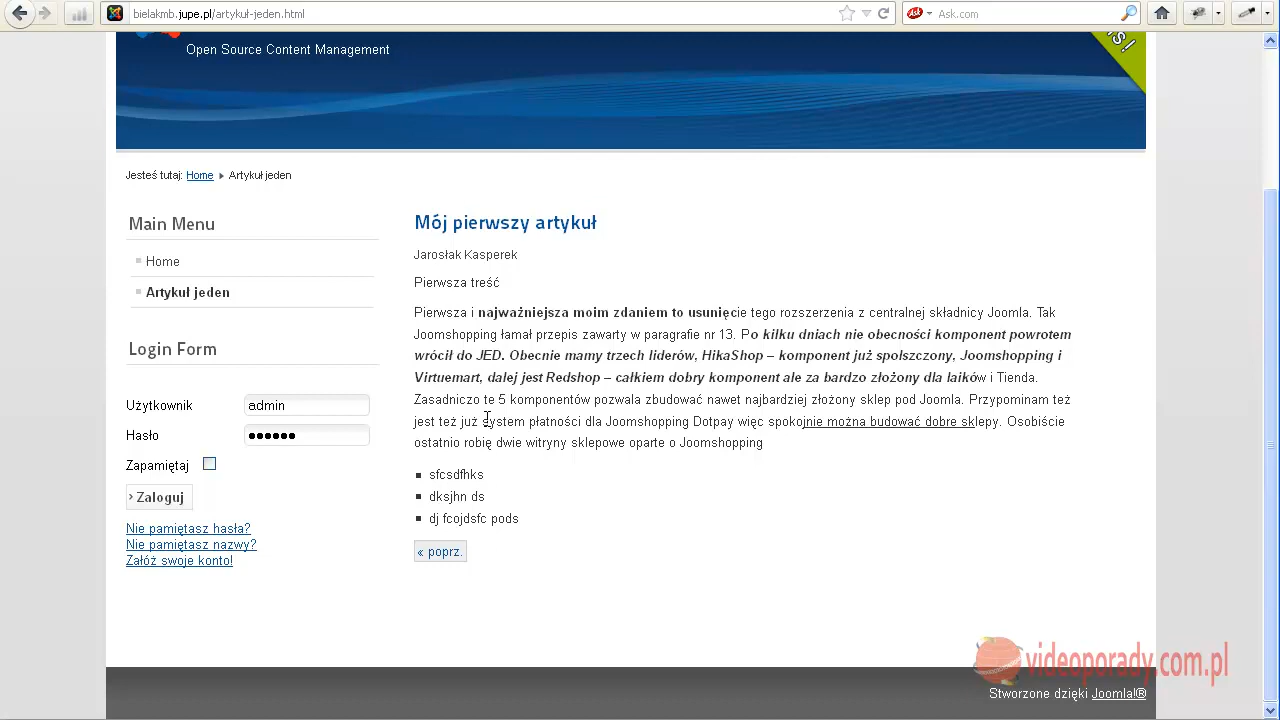 bielakmb.jupe.pl/artykuł-jeden.html
Ask.com
Open Source Content Management
Jesteś tutaj: Home Artykuł jeden
Main Menu
Home
Artykuł jeden
Login Form
Użytkownik admin
Hasło ••••••
Zapamiętaj
Zaloguj
Nie pamiętasz hasła?
Nie pamiętasz nazwy?
Załóż swoje konto!
Mój pierwszy artykuł
Jarosłak Kasperek
Pierwsza treść
Pierwsza i najważniejsza moim zdaniem to usunięcie tego rozszerzenia z centralnej składnicy Joomla. Tak
Joomshopping łamał przepis zawarty w paragrafie nr 13. Po kilku dniach nie obecności komponent powrotem
wrócił do JED. Obecnie mamy trzech liderów, HikaShop – komponent już spolszczony, Joomshopping i
Virtuemart, dalej jest Redshop – całkiem dobry komponent ale za bardzo złożony dla laików i Tienda.
Zasadniczo te 5 komponentów pozwala zbudować nawet najbardziej złożony sklep pod Joomla. Przypominam też
jest też już system płatności dla Joomshopping Dotpay więc spokojnie można budować dobre sklepy. Osobiście
ostatnio robię dwie witryny sklepowe oparte o Joomshopping
sfcsdfhks
dksjhn ds
dj fcojdsfc pods
« poprz.
videoporady.com.pl
Stworzone dzięki Joomla!®